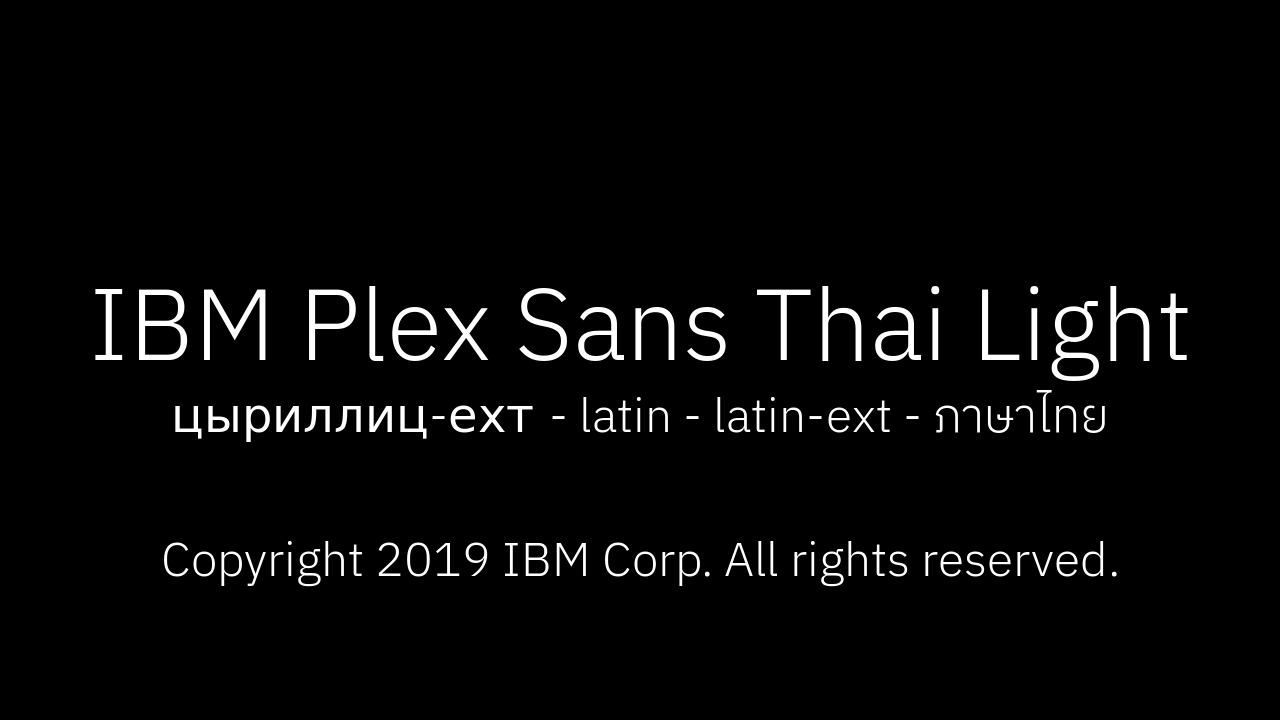 IBM Plex Sans Thai Light
цыриллиц-ехт - latin - latin-ext - ภาษาไทย
Copyright 2019 IBM Corp. All rights reserved.